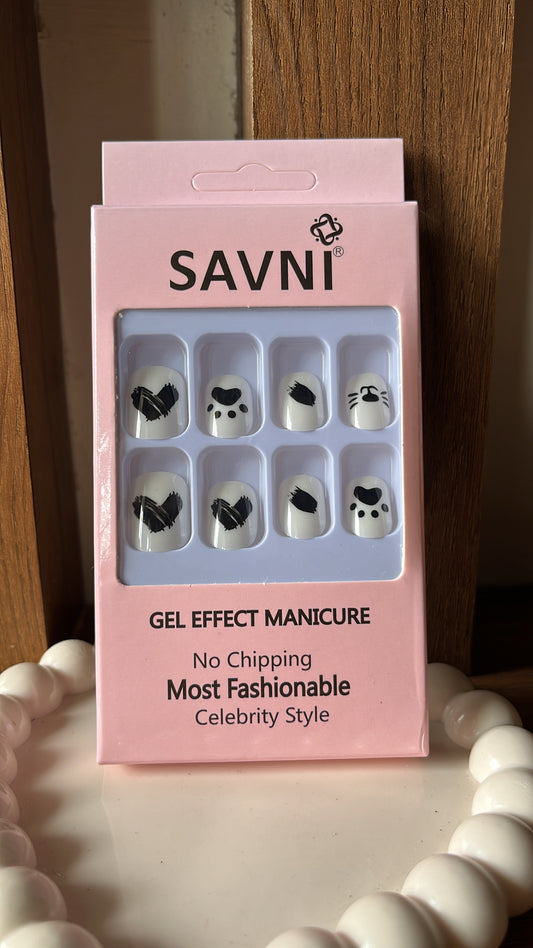 SAVNI®
GEL EFFECT MANICURE
No Chipping
Most Fashionable
Celebrity Style